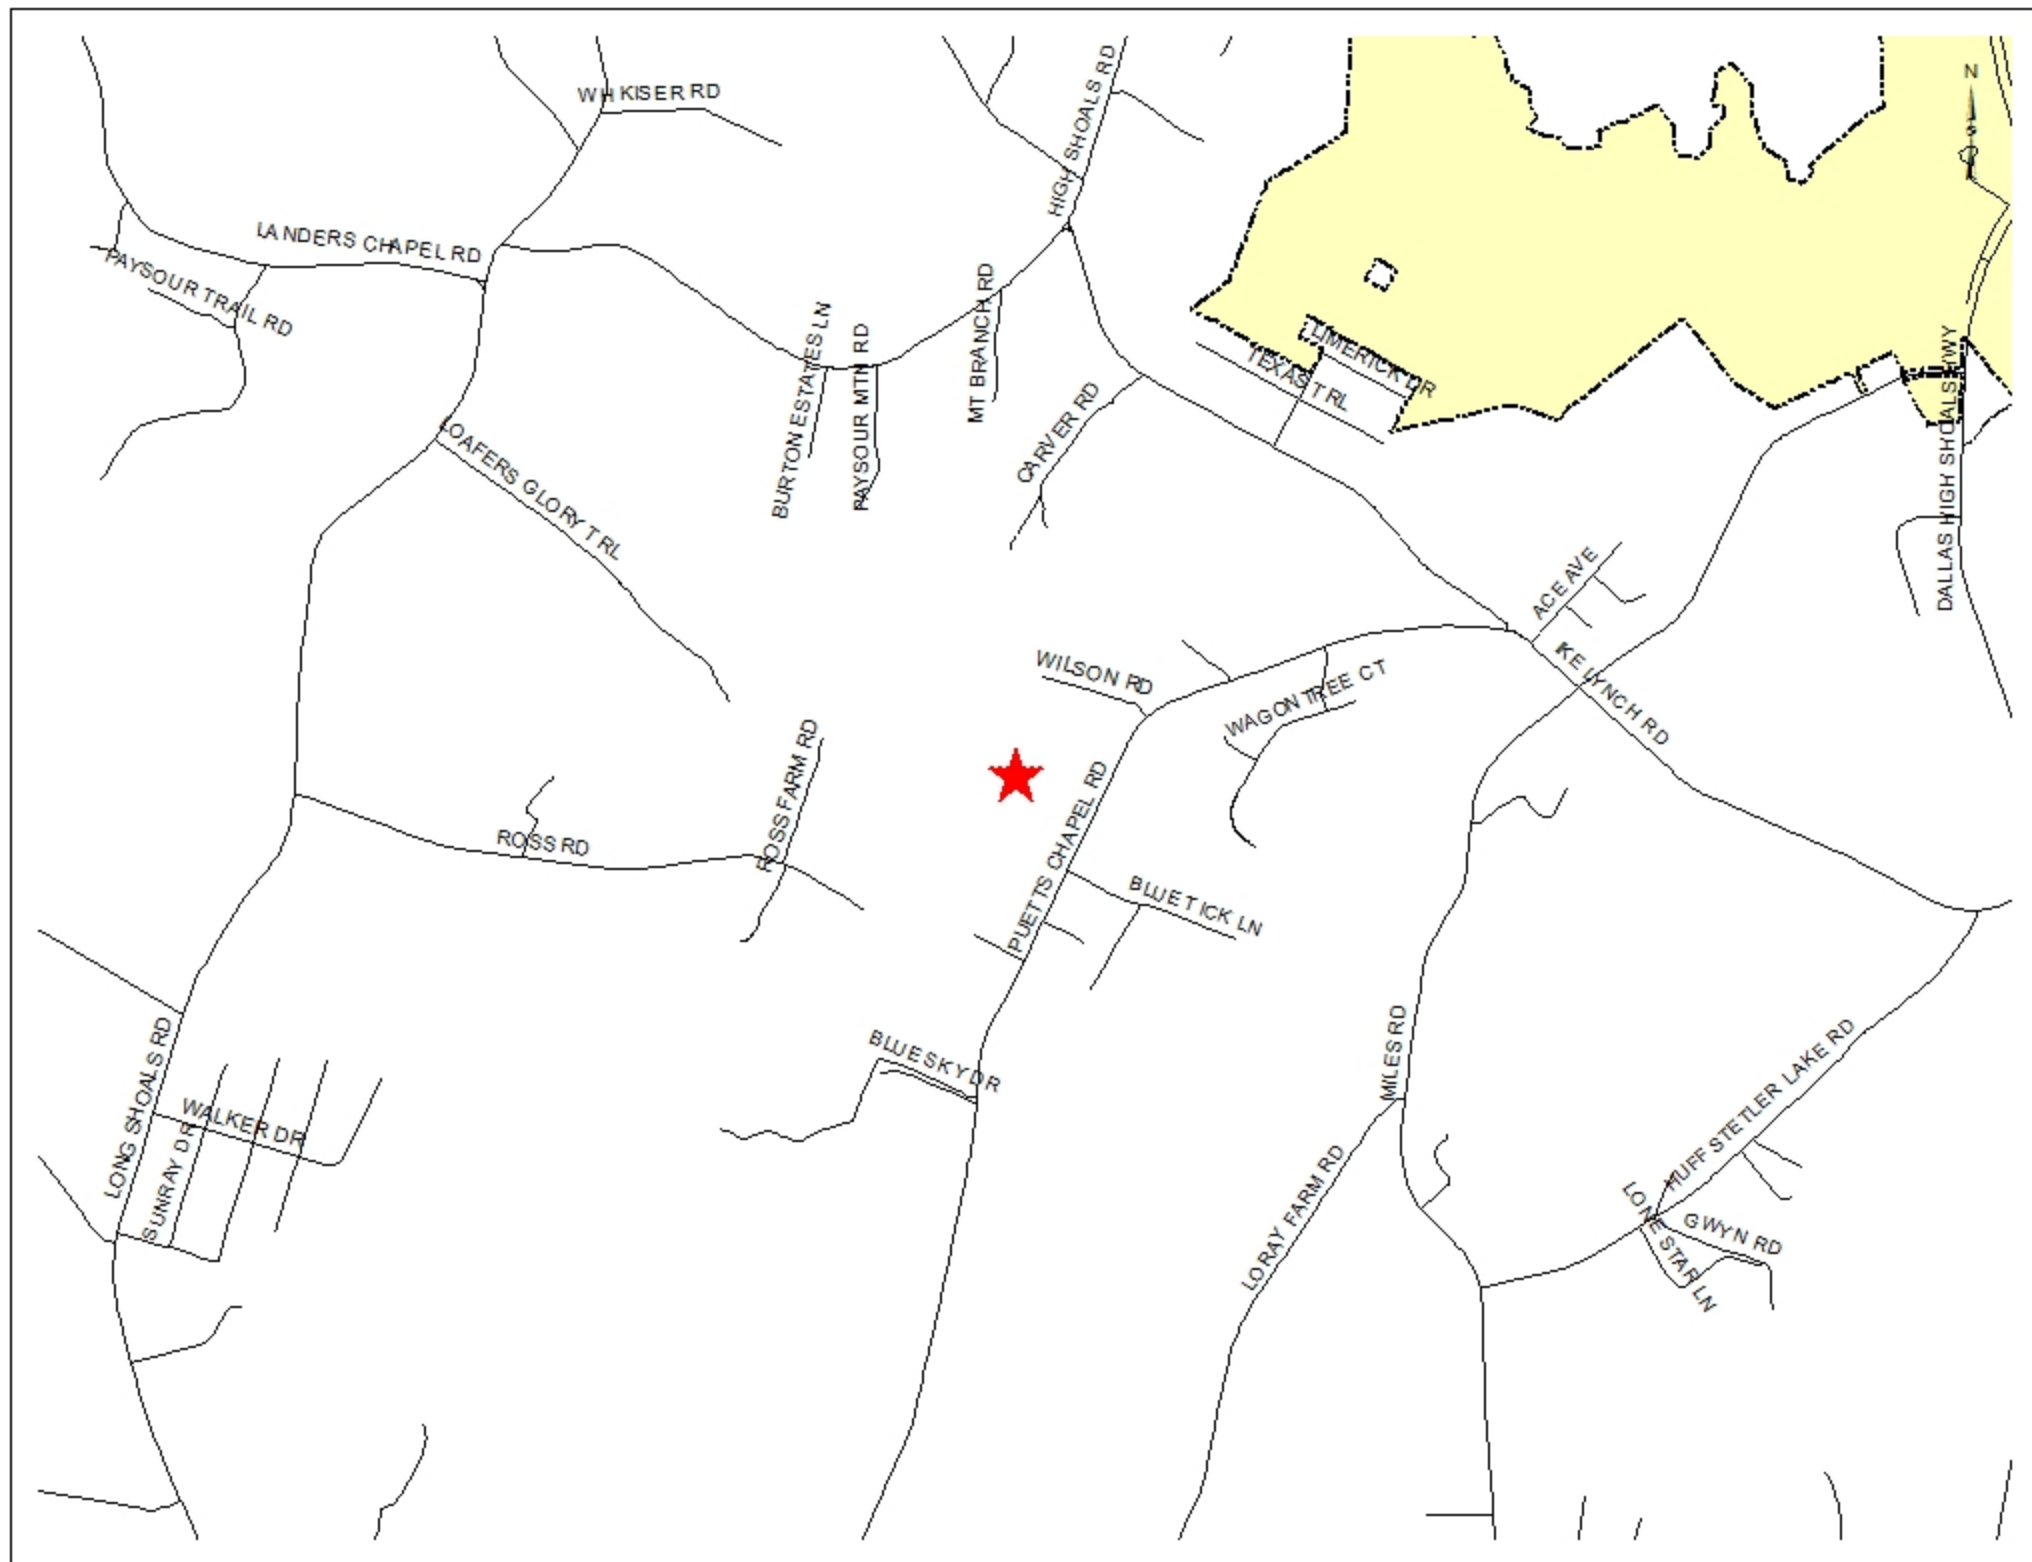 HIGH SHOALS RD
N
S
WH KISER RD
LANDERS CHAPEL RD
PAYSOUR TRAIL RD
BURTON ESTATES LN
PAYSOUR MTN RD
MT BRANCH RD
LIMERICK DR
TEXAS TRL
CARVER RD
DALLAS HIGH SHOALS HWY
LOAFERS GLORY TRL
ACE AVE
IKE LYNCH RD
WILSON RD
WAGON TREE CT
ROSS FARM RD
PUETTS CHAPEL RD
ROSS RD
BLUETICK LN
BLUE SKY DR
MILES RD
LONG SHOALS RD
WALKER DR
SUNRAY DR
HUFFSTETLER LAKE RD
LORAY FARM RD
LONE STAR LN
GWYN RD